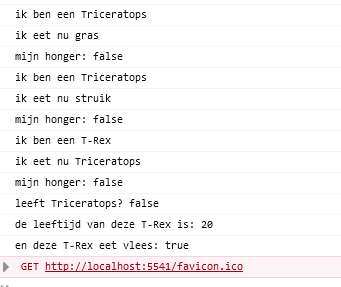 ik ben een Triceratops
ik eet nu gras
mijn honger: false
ik ben een Triceratops
ik eet nu struik
mijn honger: false
ik ben een T-Rex
ik eet nu Triceratops
mijn honger: false
leeft Triceratops? false
de leeftijd van deze T-Rex is: 20
en deze T-Rex eet vlees: true
GET http://localhost:5541/favicon.ico